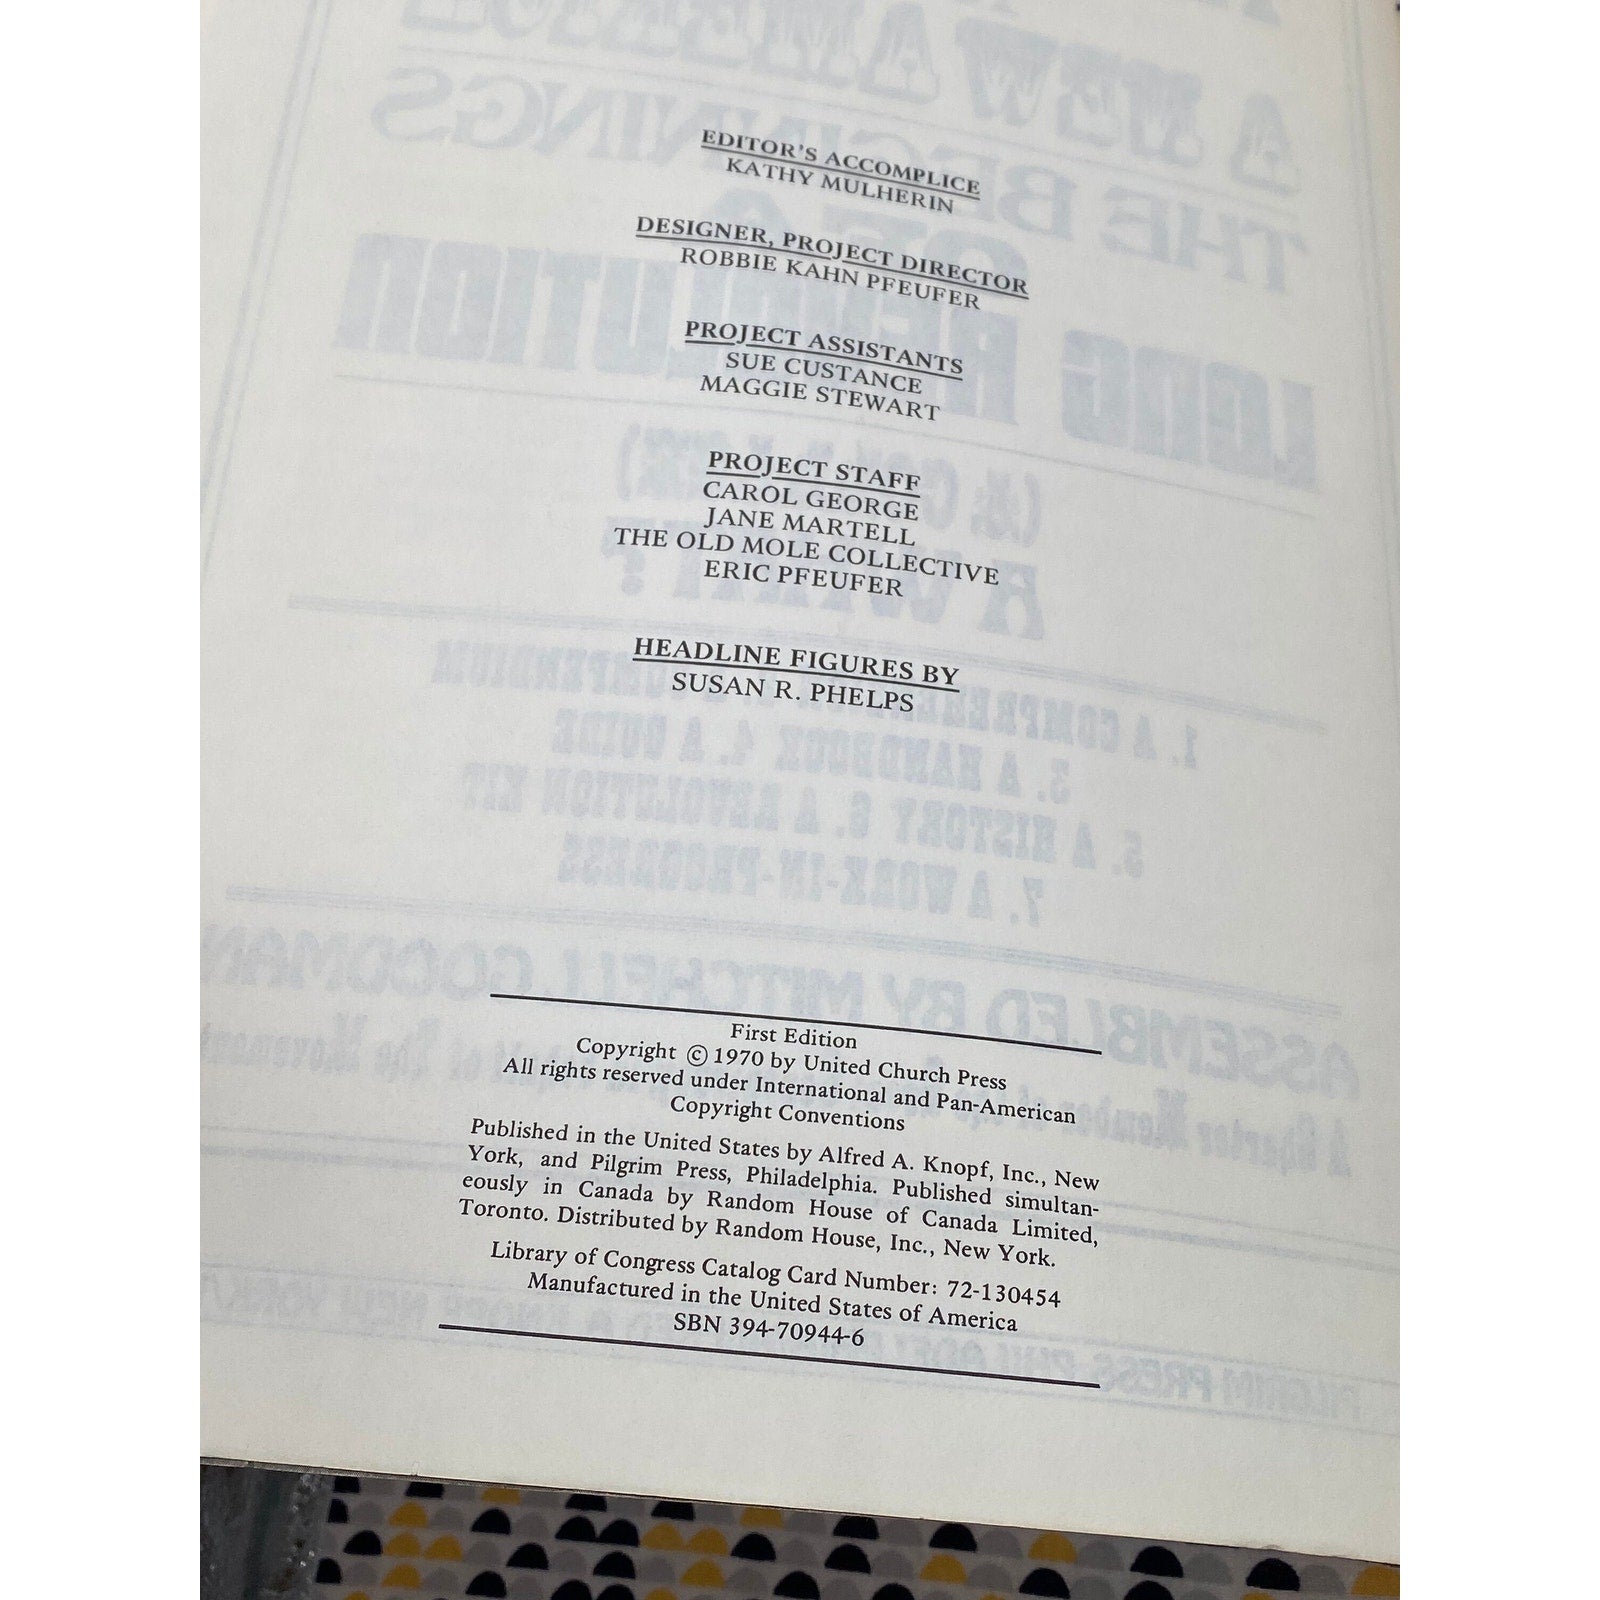 EDITOR'S ACCOMPLICE
KATHY MULHERIN
DESIGNER, PROJECT DIRECTOR
ROBBIE KAHN PFEUFER
PROJECT ASSISTANTS
SUE CUSTANCE
MAGGIE STEWART
PROJECT STAFF
CAROL GEORGE
JANE MARTELL
THE OLD MOLE COLLECTIVE
ERIC PFEUFER
HEADLINE FIGURES BY
SUSAN R. PHELPS
First Edition
Copyright © 1970 by United Church Press
All rights reserved under International and Pan-American
Copyright Conventions
Published in the United States by Alfred A. Knopf, Inc., New
York, and Pilgrim Press, Philadelphia. Published simultan-
eously in Canada by Random House of Canada Limited,
Toronto. Distributed by Random House, Inc., New York.
Library of Congress Catalog Card Number: 72-130454
Manufactured in the United States of America
SBN 394-70944-6